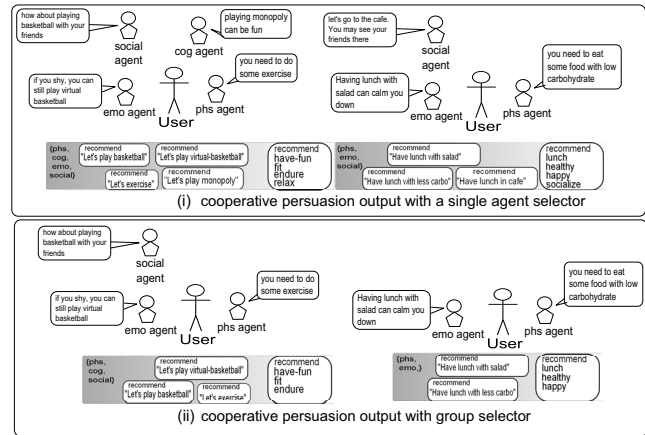 how about playing
basketball with your
friends
social
agent
playing monopoly
can be fun
cog agent
if you shy, you can
still play virtual
basketball
emo agent
User
you need to do
some exercise
phs agent
let's go to the cafe.
You may see your
friends there
social
agent
Having lunch with
salad can calm you
down
emo agent
User
you need to eat
some food with low
carbohydrate
phs agent
{phs,
cog,
emo,
social}
recommend
"Let's play basketball"
recommend
"Let's play virtual-basketball"
recommend
"Let's exercise"
recommend
"Let's play monopoly"
recommend
have-fun
fit
endure
relax
{phs,
emo,
social}
recommend
"Have lunch with salad"
recommend
"Have lunch with less carbo"
recommend
"Have lunch in cafe"
recommend
lunch
healthy
happy
socialize
(i) cooperative persuasion output with a single agent selector
how about playing
basketball with your
friends
social
agent
if you shy, you can
still play virtual
basketball
emo agent
User
you need to do
some exercise
phs agent
Having lunch with
salad can calm you
down
emo agent
User
you need to eat
some food with low
carbohydrate
phs agent
{phs,
cog,
social}
recommend
"Let's play virtual-basketball"
recommend
"Let's play basketball"
recommend
"Let's exercise"
recommend
have-fun
fit
endure
{phs,
emo,}
recommend
"Have lunch with salad"
recommend
"Have lunch with less carbo"
recommend
lunch
healthy
happy
(ii) cooperative persuasion output with group selector